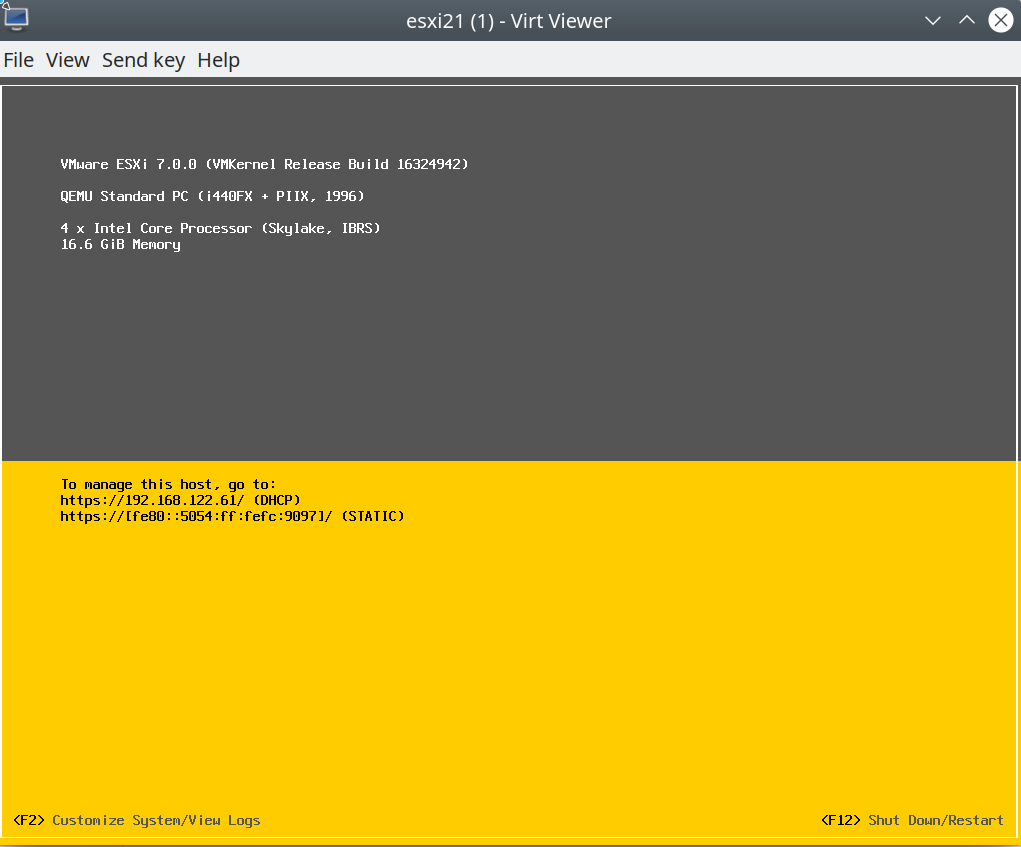 esxi21 (1) - Virt Viewer
File View Send key Help
VMware ESXi 7.0.0 (VMKernel Release Build 16324942)
QEMU Standard PC (i440FX + PIIX, 1996)
4 x Intel Core Processor (Skylake, IBRS)
16.6 GiB Memory
To manage this host, go to:
https://192.168.122.61/ (DHCP)
https://[fe80::5054:ff:fefc:9097]/ (STATIC)
<F2> Customize System/View Logs
<F12> Shut Down/Restart